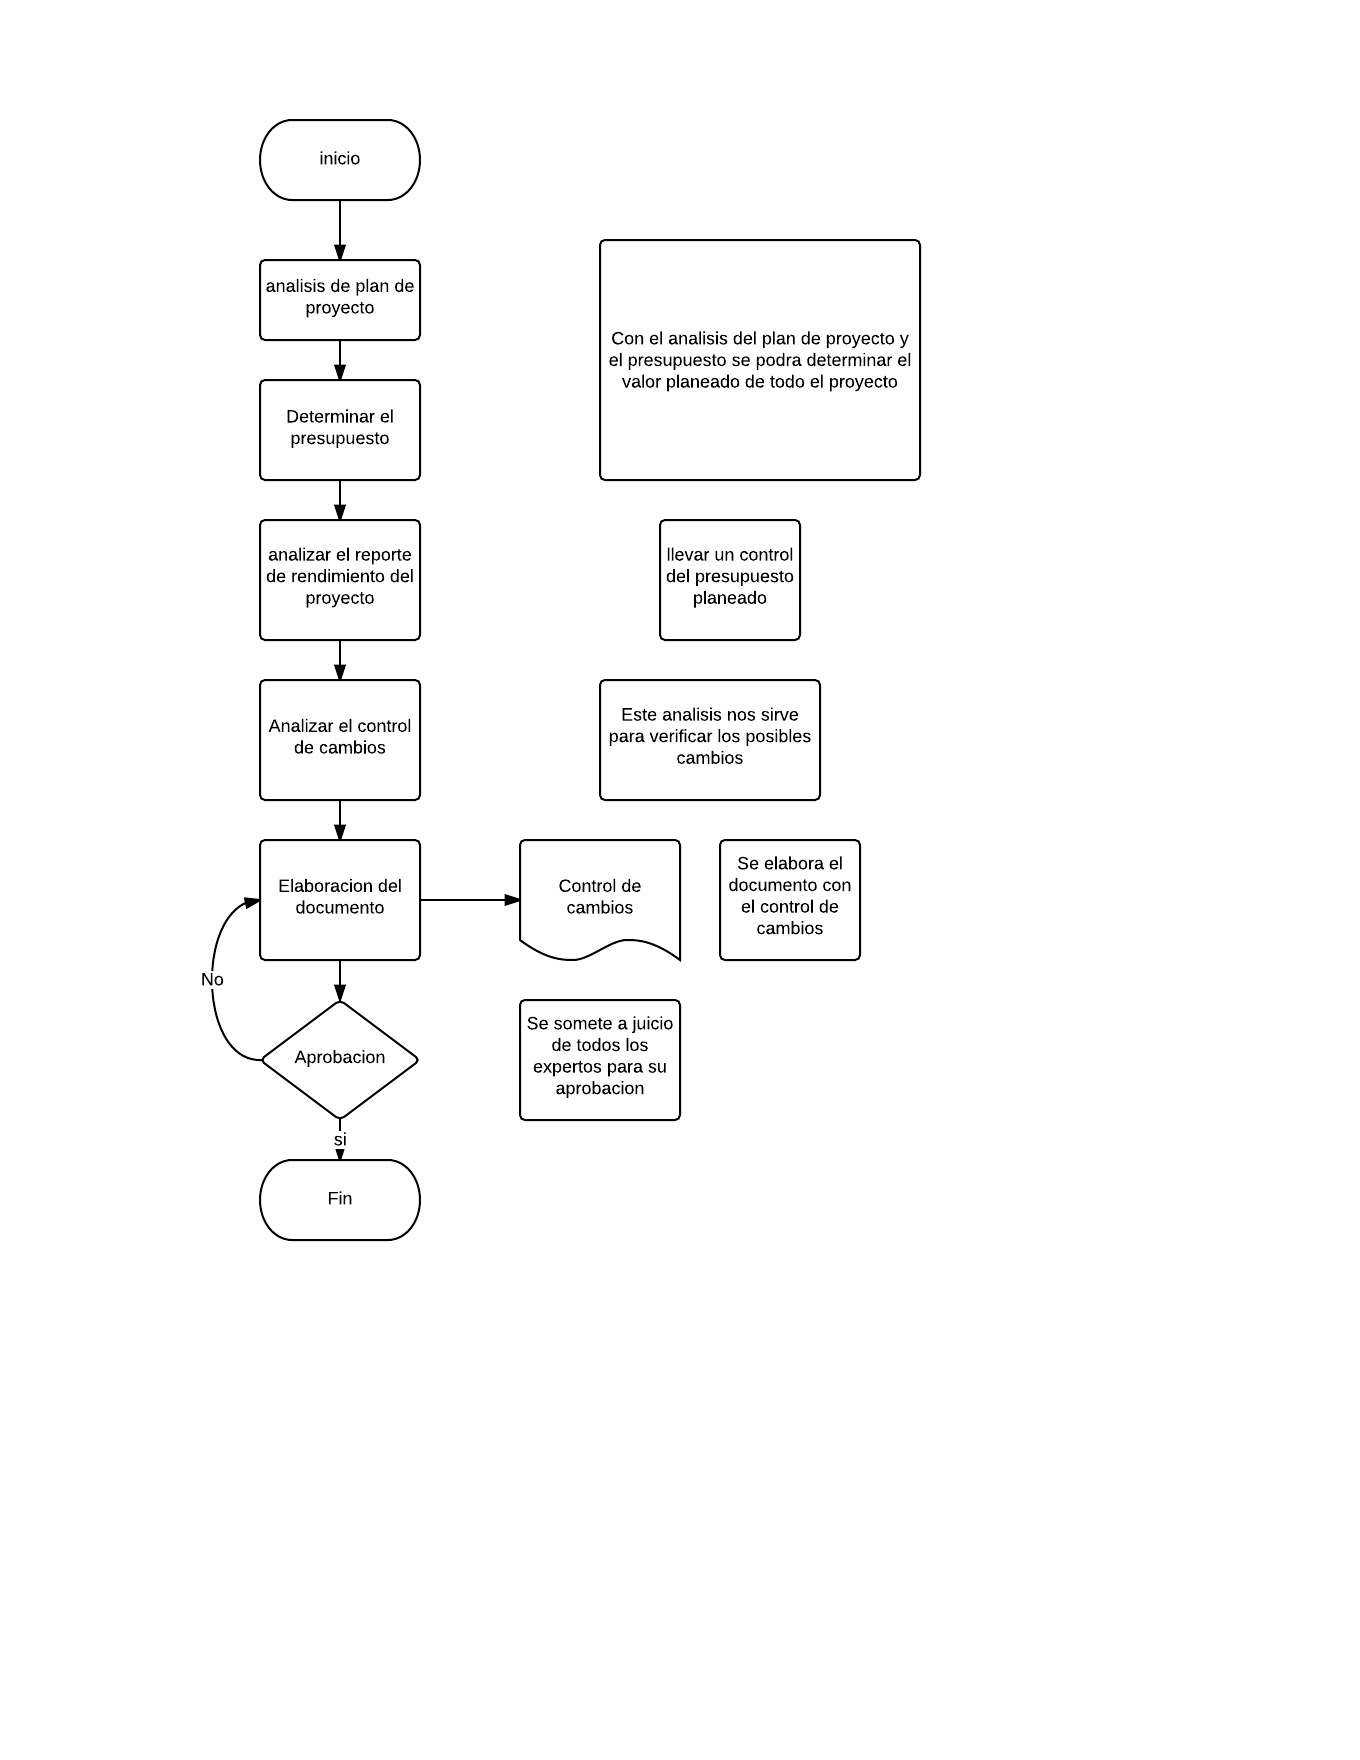 inicio
analisis de plan de
proyecto
Con el analisis del plan de proyecto y
el presupuesto se podra determinar el
valor planeado de todo el proyecto
Determinar el
presupuesto
analizar el reporte
de rendimiento del
proyecto
llevar un control
del presupuesto
planeado
Analizar el control
de cambios
Este analisis nos sirve
para verificar los posibles
cambios
Elaboracion del
documento
Control de
cambios
Se elabora el
documento con
el control de
cambios
No
Aprobacion
Se somete a juicio
de todos los
expertos para su
aprobacion
si
Fin